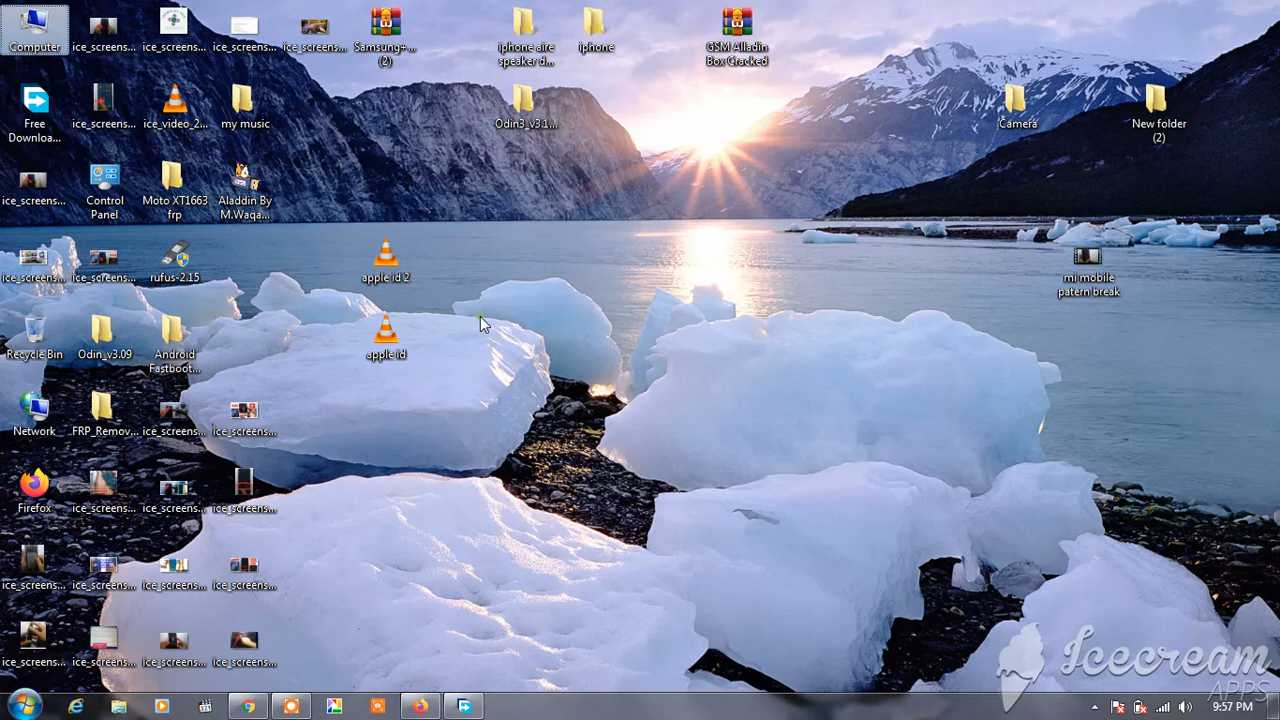 Computer
ice_screens...
ice_screens...
ice_screens...
ice_screens...
Samsung+...
(2)
iphone aire
speaker d...
iphone
GSM Alladin
Box Cracked
Free
Downloa...
ice_screens...
ice_video_2...
my music
Odin3_v3.1...
Camera
New folder
(2)
ice_screens...
Control
Panel
Moto XT1663
frp
Aladdin By
M.Waqa...
ice_screens...
ice_screens...
rufus-2.15
apple id 2
mi mobile
patern break
Recycle Bin
Odin_v3.09
Android
Fastboot...
apple id
Network
FRP_Remov...
ice_screens...
ice_screens...
Firefox
ice_screens...
ice_screens...
ice_screens...
ice_screens...
ice_screens...
ice_screens...
ice_screens...
ice_screens...
ice_screens...
ice_screens...
ice_screens...
Icecream
APPS
9:57 PM